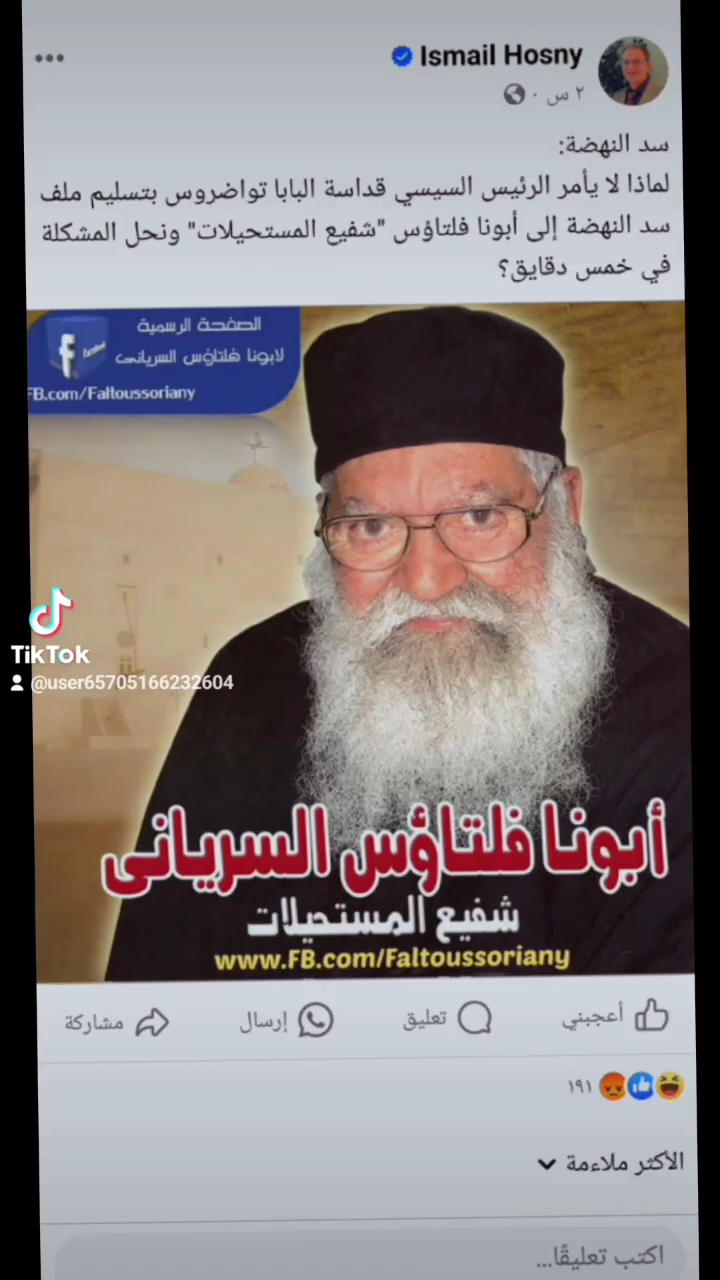 Ismail Hosny
٢ س ·
سد النهضة:
لماذا لا يأمر الرئيس السيسي قداسة البابا تواضروس بتسليم ملف
سد النهضة إلى أبونا فلتاؤس "شفيع المستحيلات" ونحل المشكلة
في خمس دقايق؟
الصفحة الرسمية
لابونا فلتاؤس السريانى
facebook
FB.com/Faltoussoriany
TikTok
@user65705166232604
أبونا فلتاؤس السريانى
شفيع المستحيلات
www.FB.com/Faltoussoriany
أعجبني
تعليق
إرسال
مشاركة
١٩١
الأكثر ملاءمة
اكتب تعليقًا...